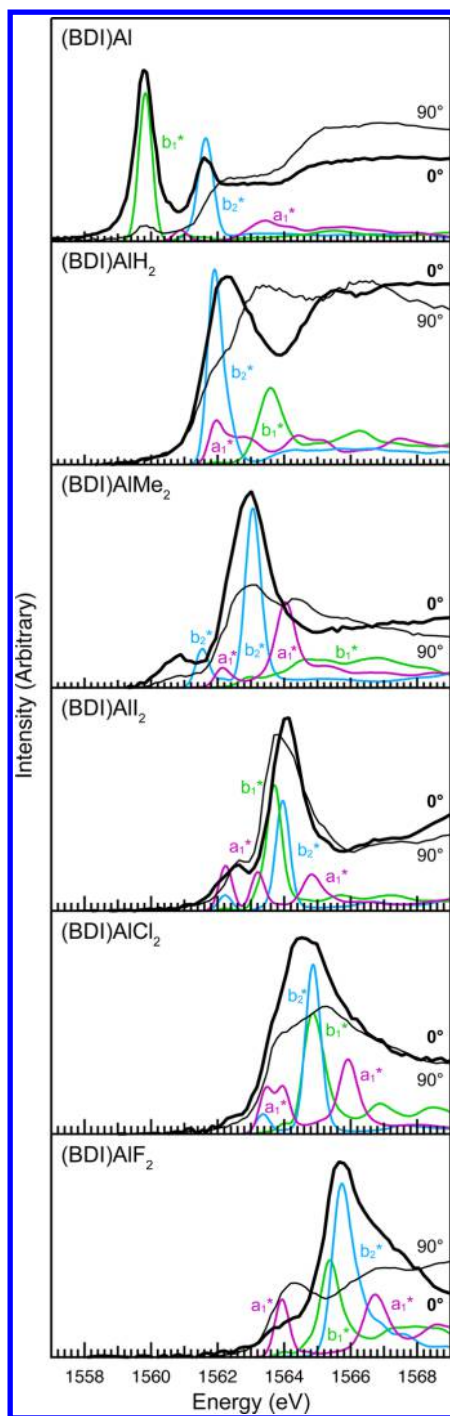 (BDI)Al
90°
b₁*
0°
b₂*
a₁*
(BDI)AlH₂
0°
90°
b₂*
b₁*
a₁*
(BDI)AlMe₂
0°
b₂*
b₂*
a₁*
a₁*
b₁*
90°
(BDI)AlI₂
b₁*
0°
b₂*
90°
a₁*
a₁*
(BDI)AlCl₂
b₂*
b₁*
0°
a₁*
90°
a₁*
(BDI)AlF₂
90°
b₂*
a₁*
a₁*
0°
b₁*
Intensity (Arbitrary)
1558 1560 1562 1564 1566 1568
Energy (eV)